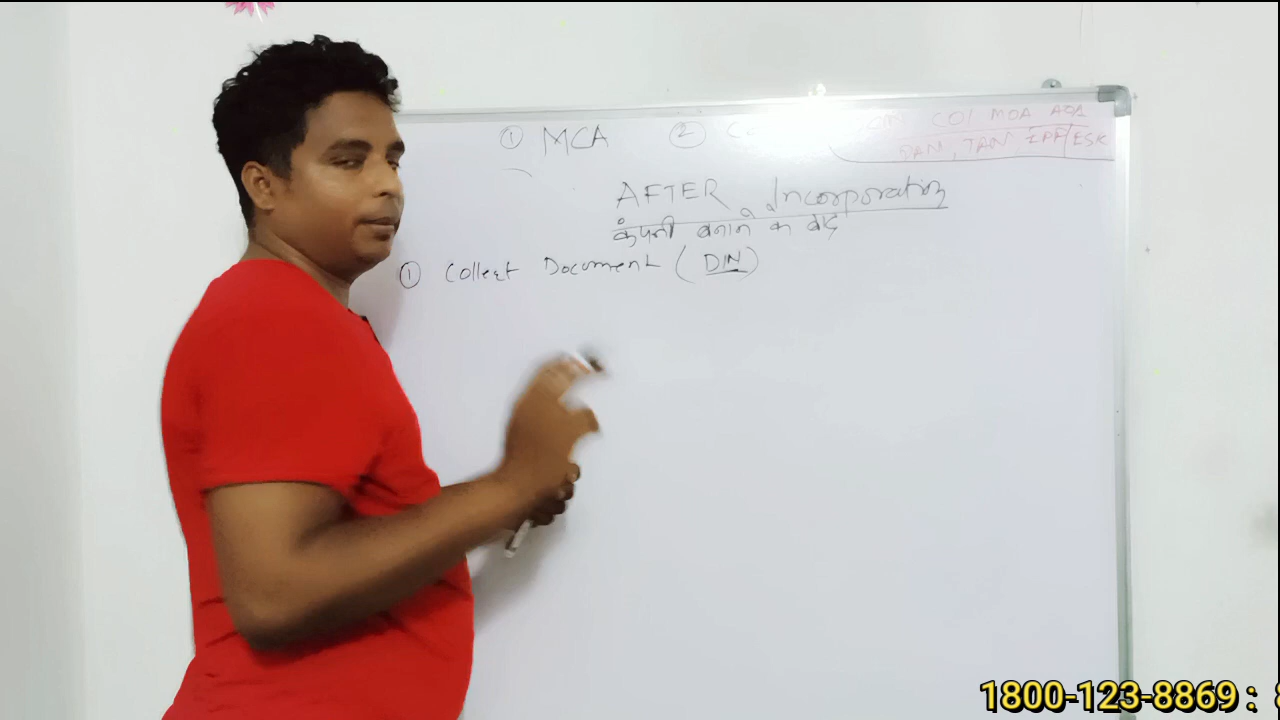 ① MCA ② COI MOA AOA
PAN, TAN EPF/ESK
AFTER Incorporation
कंपनी बनाने के बाद
① Collect Document (DIN)
1800-123-8869 :